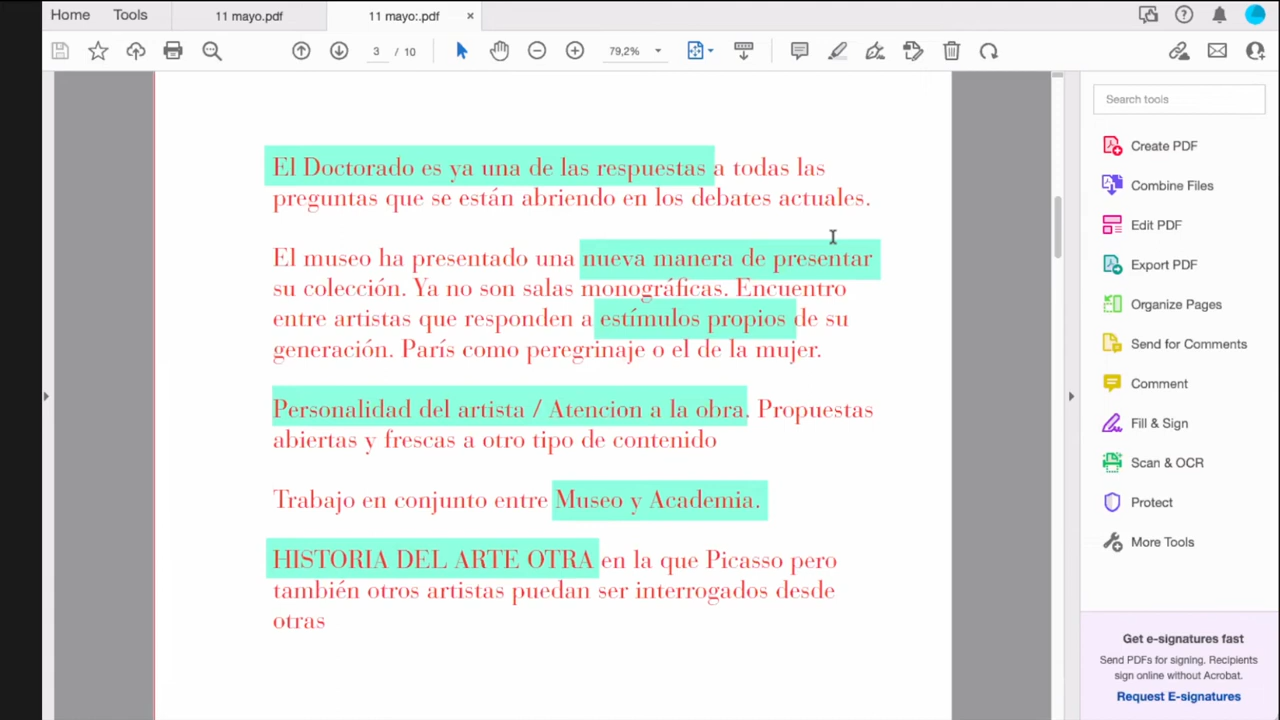 Home Tools 11 mayo.pdf 11 mayo:.pdf ×
3 / 10 79,2%
Search tools
Create PDF
Combine Files
Edit PDF
Export PDF
Organize Pages
Send for Comments
Comment
Fill & Sign
Scan & OCR
Protect
More Tools
Get e-signatures fast
Send PDFs for signing. Recipients
sign online without Acrobat.
Request E-signatures
El Doctorado es ya una de las respuestas a todas las
preguntas que se están abriendo en los debates actuales.
El museo ha presentado una nueva manera de presentar
su colección. Ya no son salas monográficas. Encuentro
entre artistas que responden a estímulos propios de su
generación. París como peregrinaje o el de la mujer.
Personalidad del artista / Atencion a la obra. Propuestas
abiertas y frescas a otro tipo de contenido
Trabajo en conjunto entre Museo y Academia.
HISTORIA DEL ARTE OTRA en la que Picasso pero
también otros artistas puedan ser interrogados desde
otras